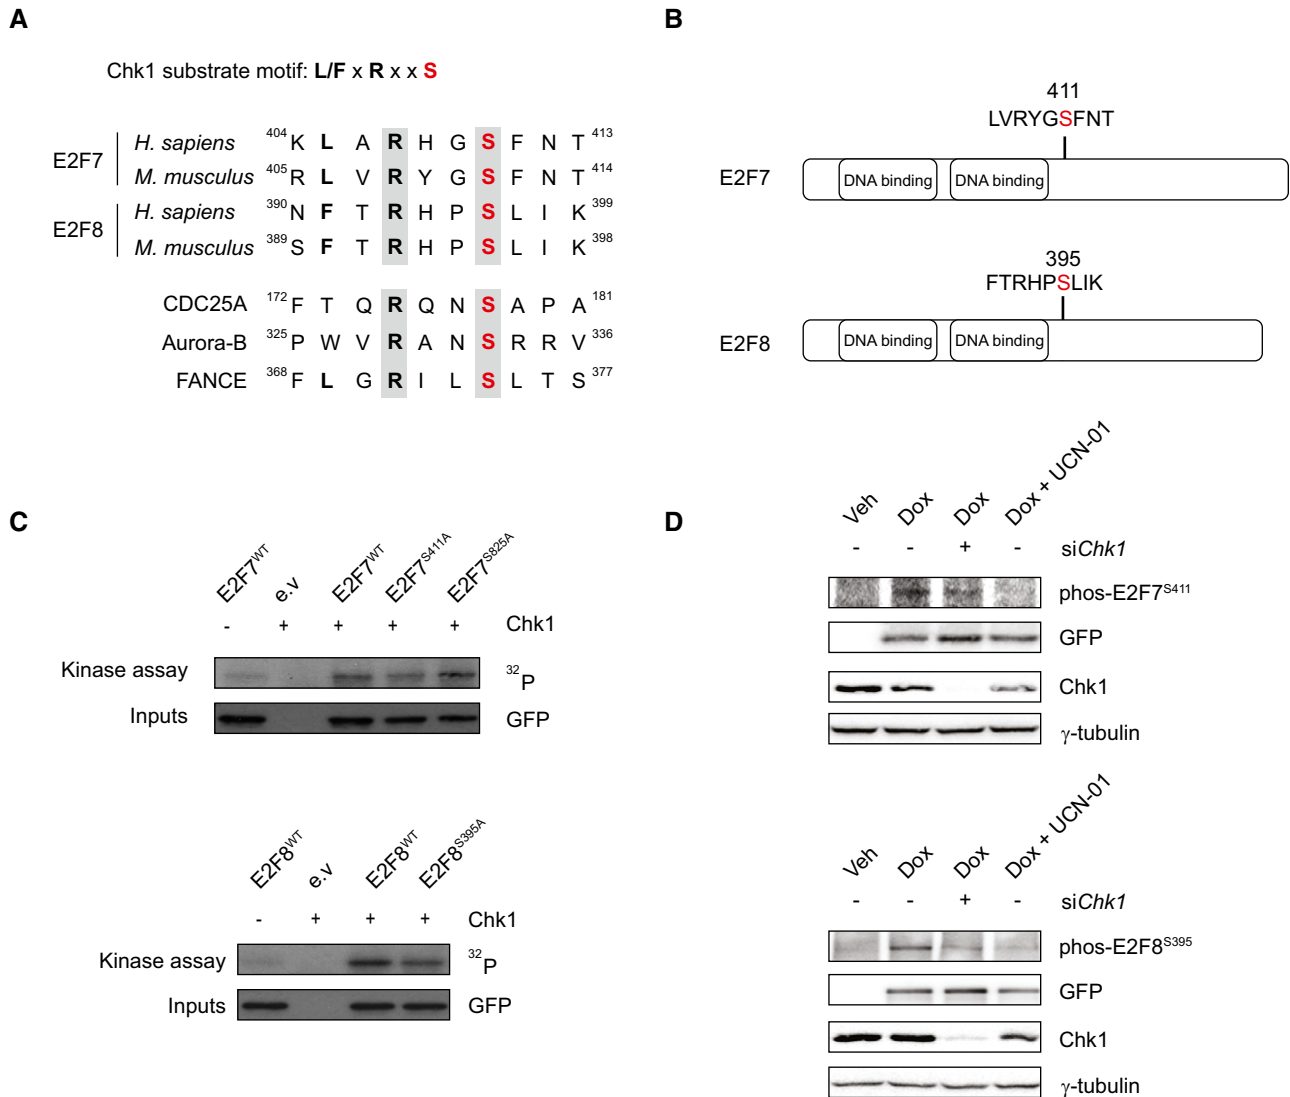 A
Chk1 substrate motif: L/F x R x x S
E2F7
H. sapiens 404 K L A R H G S F N T 413
M. musculus 405 R L V R Y G S F N T 414
E2F8
H. sapiens 390 N F T R H P S L I K 399
M. musculus 389 S F T R H P S L I K 398
CDC25A 172 F T Q R Q N S A P A 181
Aurora-B 325 P W V R A N S R R V 336
FANCE 368 F L G R I L S L T S 377
B
411
LVRYGSFNT
E2F7 DNA binding DNA binding
395
FTRHPSLIK
E2F8 DNA binding DNA binding
C
E2F7WT e.v E2F7WT E2F7S411A E2F7S825A
- + + + + Chk1
Kinase assay 32P
Inputs GFP
E2F8WT e.v E2F8WT E2F8S395A
- + + + Chk1
Kinase assay 32P
Inputs GFP
D
Veh Dox Dox Dox + UCN-01
- - + - siChk1
phos-E2F7S411
GFP
Chk1
γ-tubulin
Veh Dox Dox Dox + UCN-01
- - + - siChk1
phos-E2F8S395
GFP
Chk1
γ-tubulin